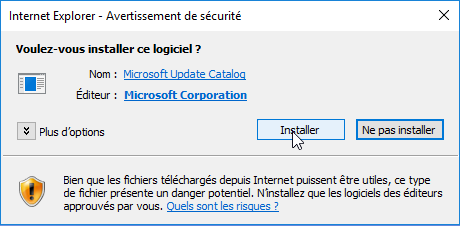 Internet Explorer - Avertissement de sécurité
Voulez-vous installer ce logiciel ?
Nom : Microsoft Update Catalog
Éditeur : Microsoft Corporation
Plus d'options
Installer
Ne pas installer
Bien que les fichiers téléchargés depuis Internet puissent être utiles, ce type
de fichier présente un danger potentiel. N'installez que les logiciels des éditeurs
approuvés par vous. Quels sont les risques ?